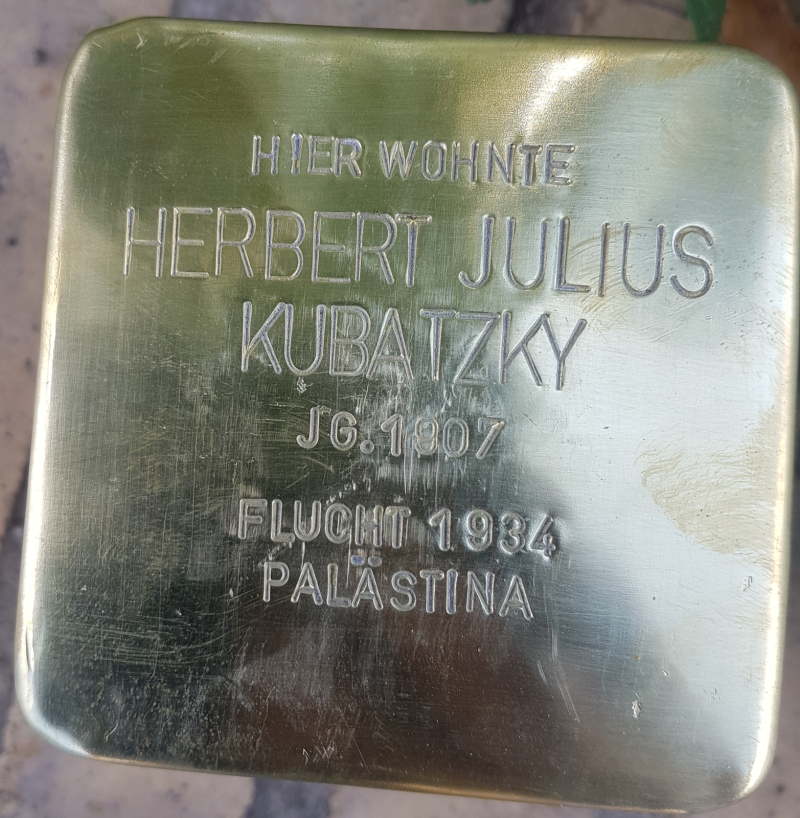 HIER WOHNTE
HERBERT JULIUS
KUBATZKY
JG. 1907
FLUCHT 1934
PALÄSTINA